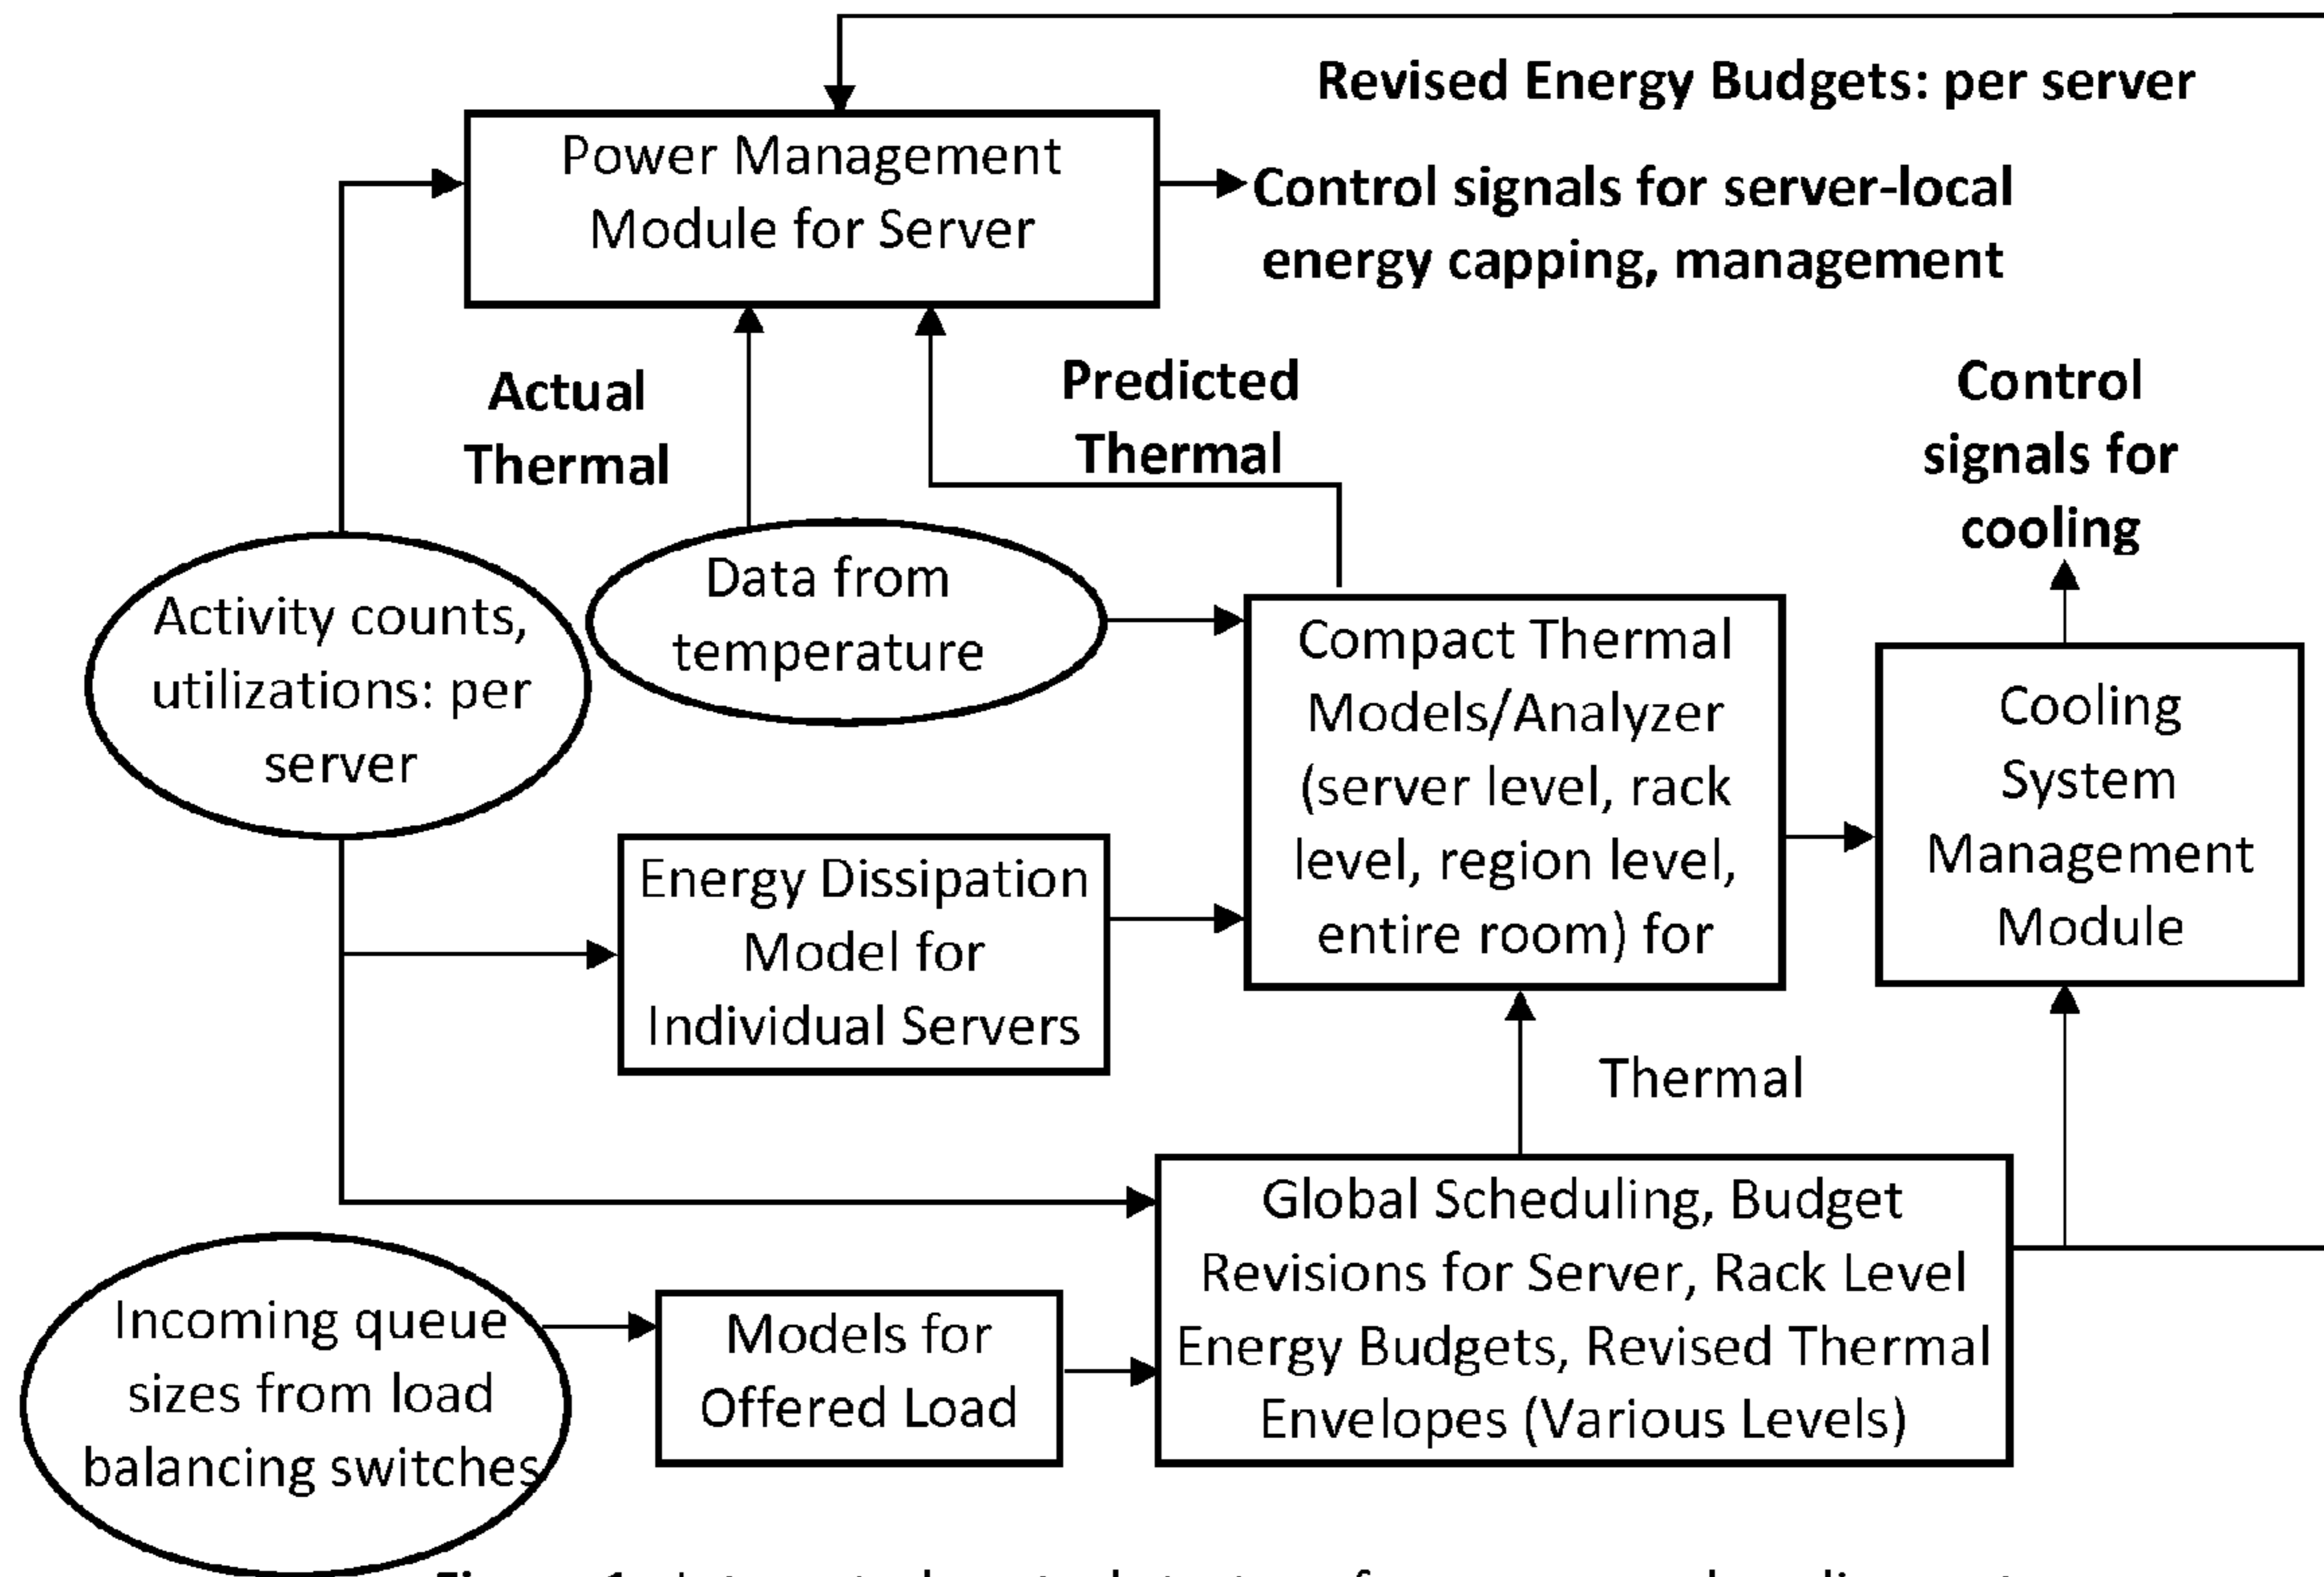 Revised Energy Budgets: per server
Power Management
Module for Server
Control signals for server-local
energy capping, management
Actual
Thermal
Predicted
Thermal
Control
signals for
cooling
Activity counts,
utilizations: per
server
Data from
temperature
Compact Thermal
Models/Analyzer
(server level, rack
level, region level,
entire room) for
Cooling
System
Management
Module
Energy Dissipation
Model for
Individual Servers
Thermal
Global Scheduling, Budget
Revisions for Server, Rack Level
Energy Budgets, Revised Thermal
Envelopes (Various Levels)
Incoming queue
sizes from load
balancing switches
Models for
Offered Load